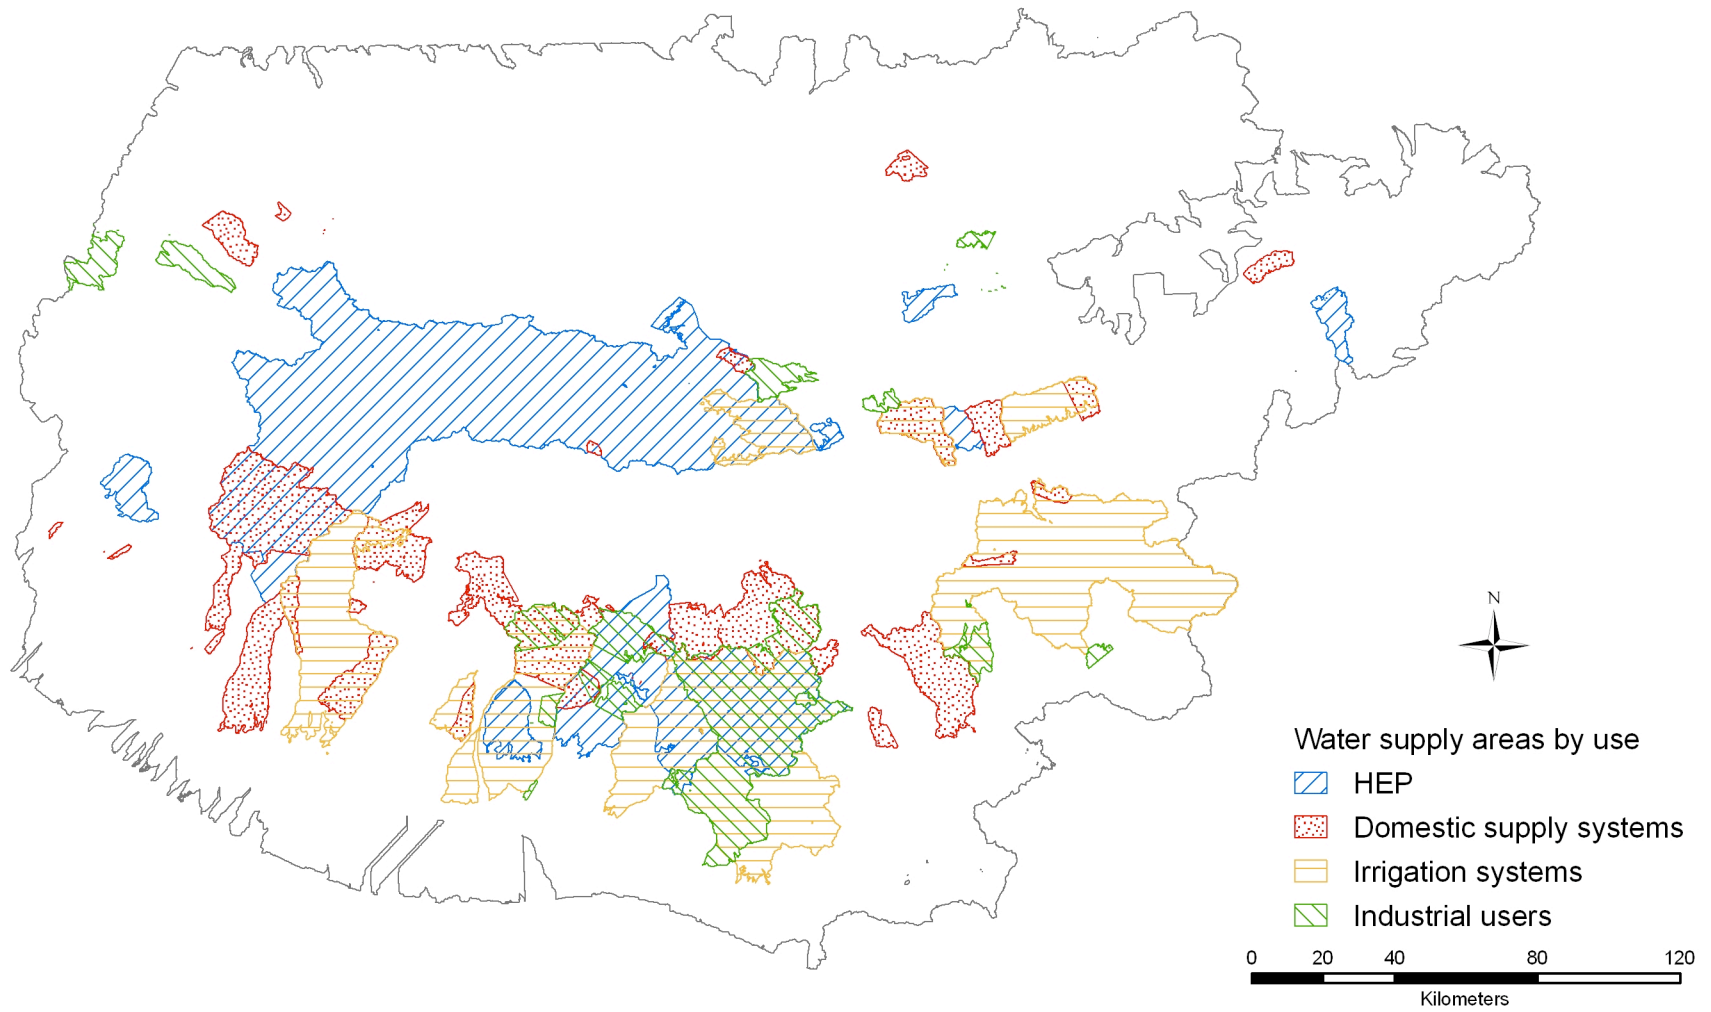 N
Water supply areas by use
HEP
Domestic supply systems
Irrigation systems
Industrial users
0 20 40 80 120
Kilometers